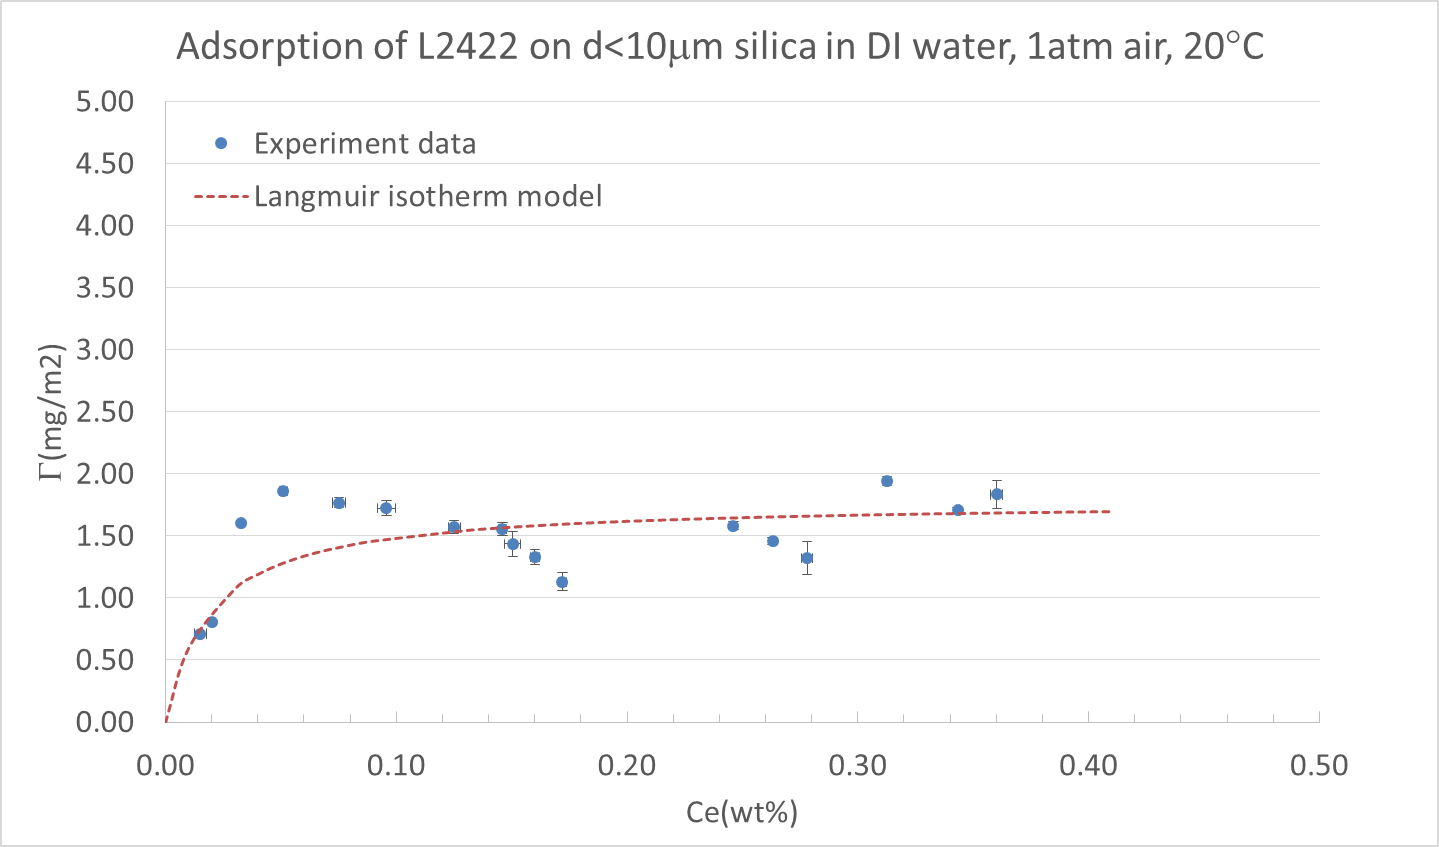 Adsorption of L2422 on d<10μm silica in DI water, 1atm air, 20°C
5.00
Experiment data
4.50
Langmuir isotherm model
4.00
3.50
3.00
2.50
2.00
1.50
1.00
0.50
0.00
Γ(mg/m2)
0.00 0.10 0.20 0.30 0.40 0.50
Ce(wt%)